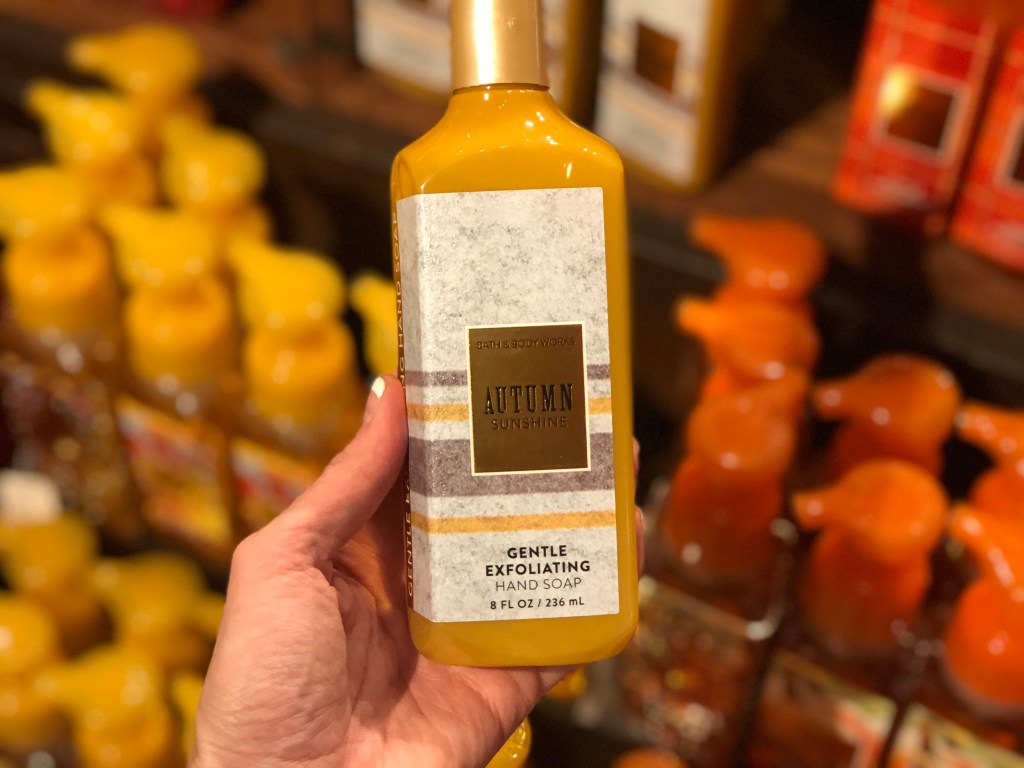 BATH & BODY WORKS
AUTUMN
SUNSHINE
GENTLE
EXFOLIATING
HAND SOAP
8 FL OZ / 236 mL